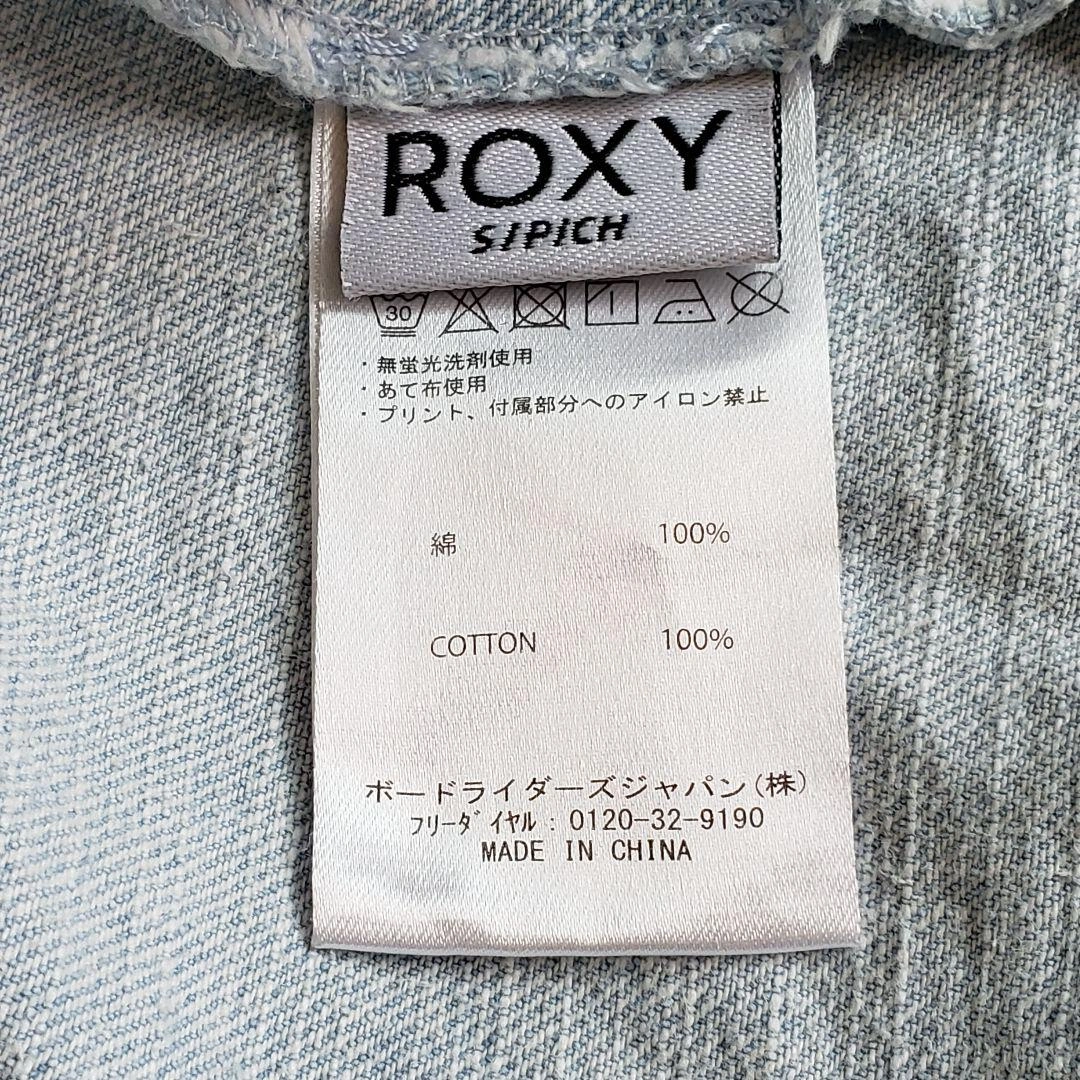 ROXY
SIPICH
30
・無蛍光洗剤使用
・あて布使用
・プリント、付属部分へのアイロン禁止
綿 100%
COTTON 100%
ボードライダーズジャパン(株)
フリーダイヤル : 0120-32-9190
MADE IN CHINA